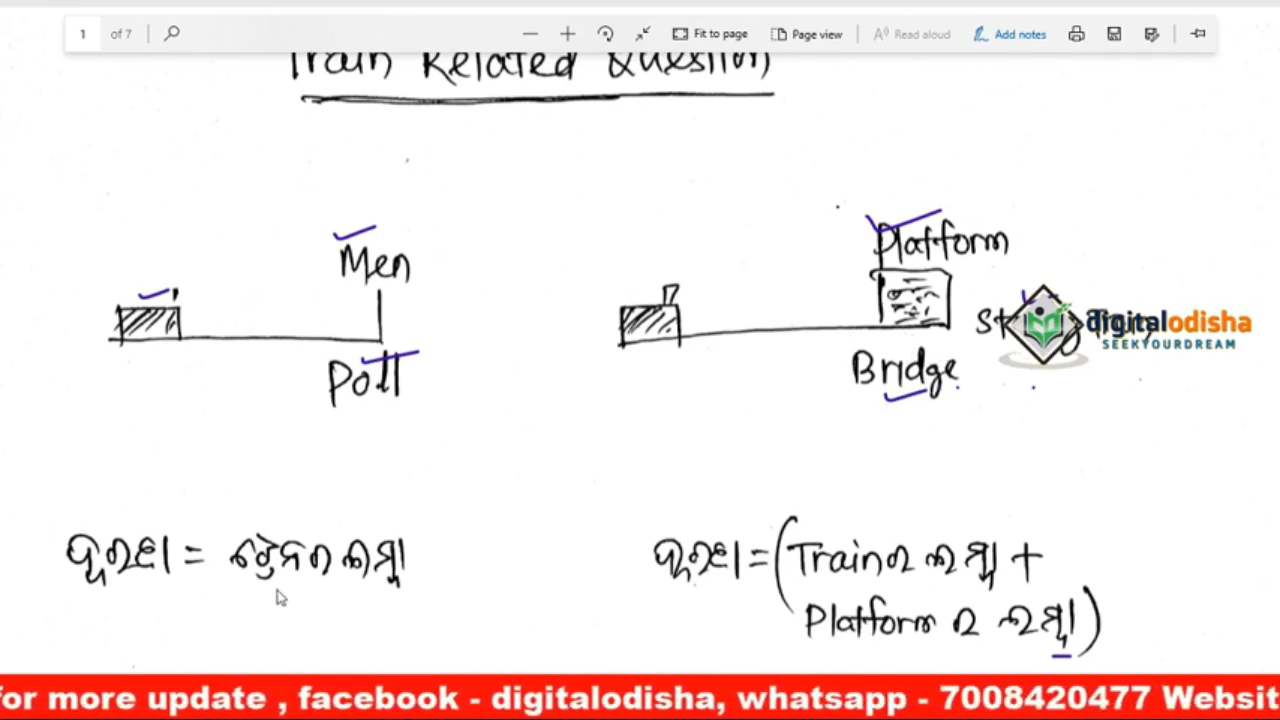 1 of 7 Fit to page Page view Read aloud Add notes
Train Related Question
Men
Platform
digitalodisha
SEEKYOURDREAM
Poll
Bridge
ଦୂରତା = ଟ୍ରେନର ଲମ୍ବା
ଦୂରତା = (Trainର ଲମ୍ବା +
Platform ର ଲମ୍ବା)
for more update , facebook - digitalodisha, whatsapp - 7008420477 Websit